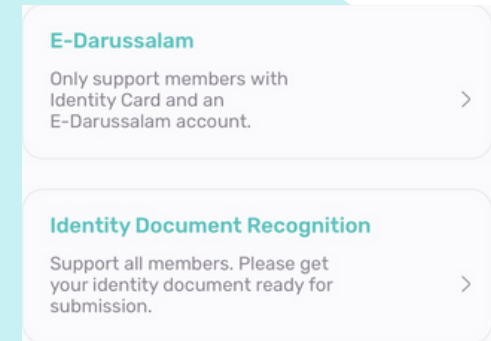 E-Darussalam
Only support members with
Identity Card and an
E-Darussalam account.
Identity Document Recognition
Support all members. Please get
your identity document ready for
submission.